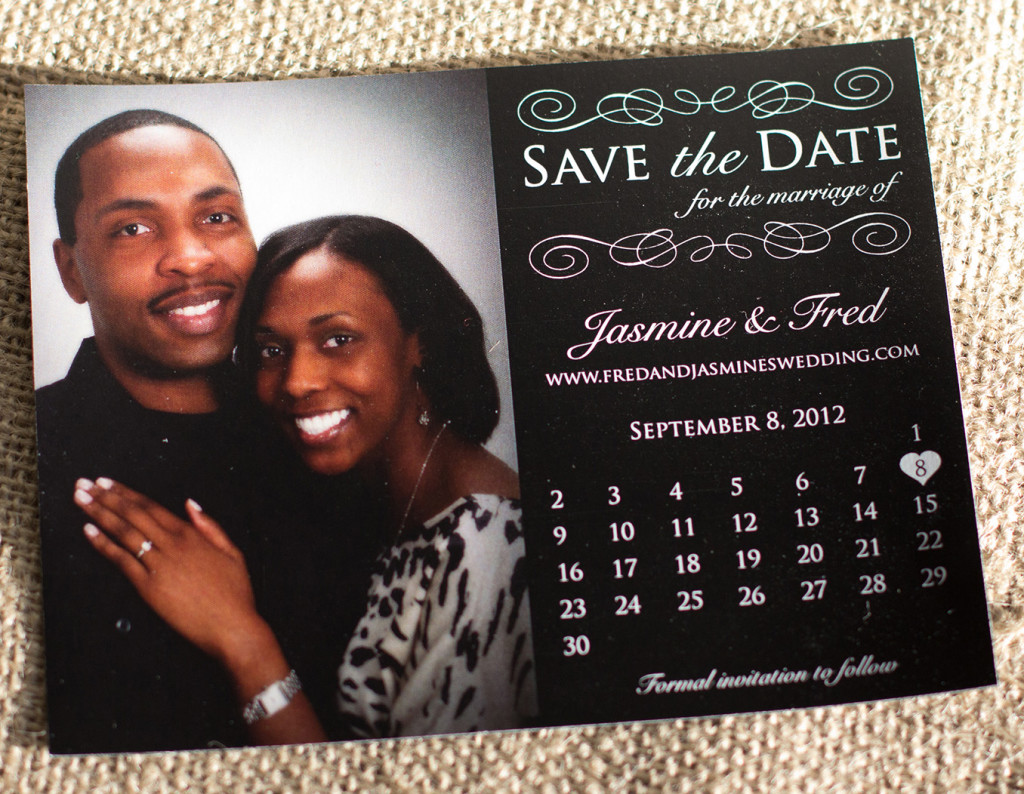 SAVE the DATE
for the marriage of
Jasmine & Fred
WWW.FREDANDJASMINESWEDDING.COM
SEPTEMBER 8, 2012
1
2 3 4 5 6 7 8
9 10 11 12 13 14 15
16 17 18 19 20 21 22
23 24 25 26 27 28 29
30
Formal invitation to follow